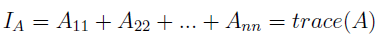 I_A = A_{11} + A_{22} + ... + A_{nn} = trace(A)